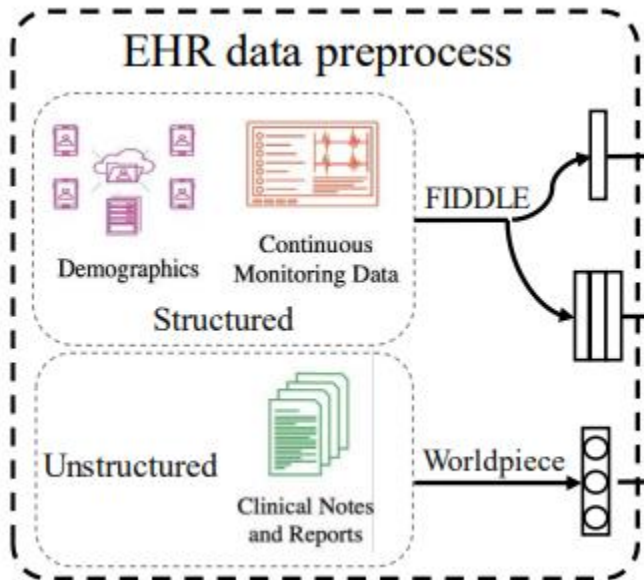 EHR data preprocess
Demographics
Continuous
Monitoring Data
Structured
FIDDLE
Unstructured
Clinical Notes
and Reports
Worldpiece